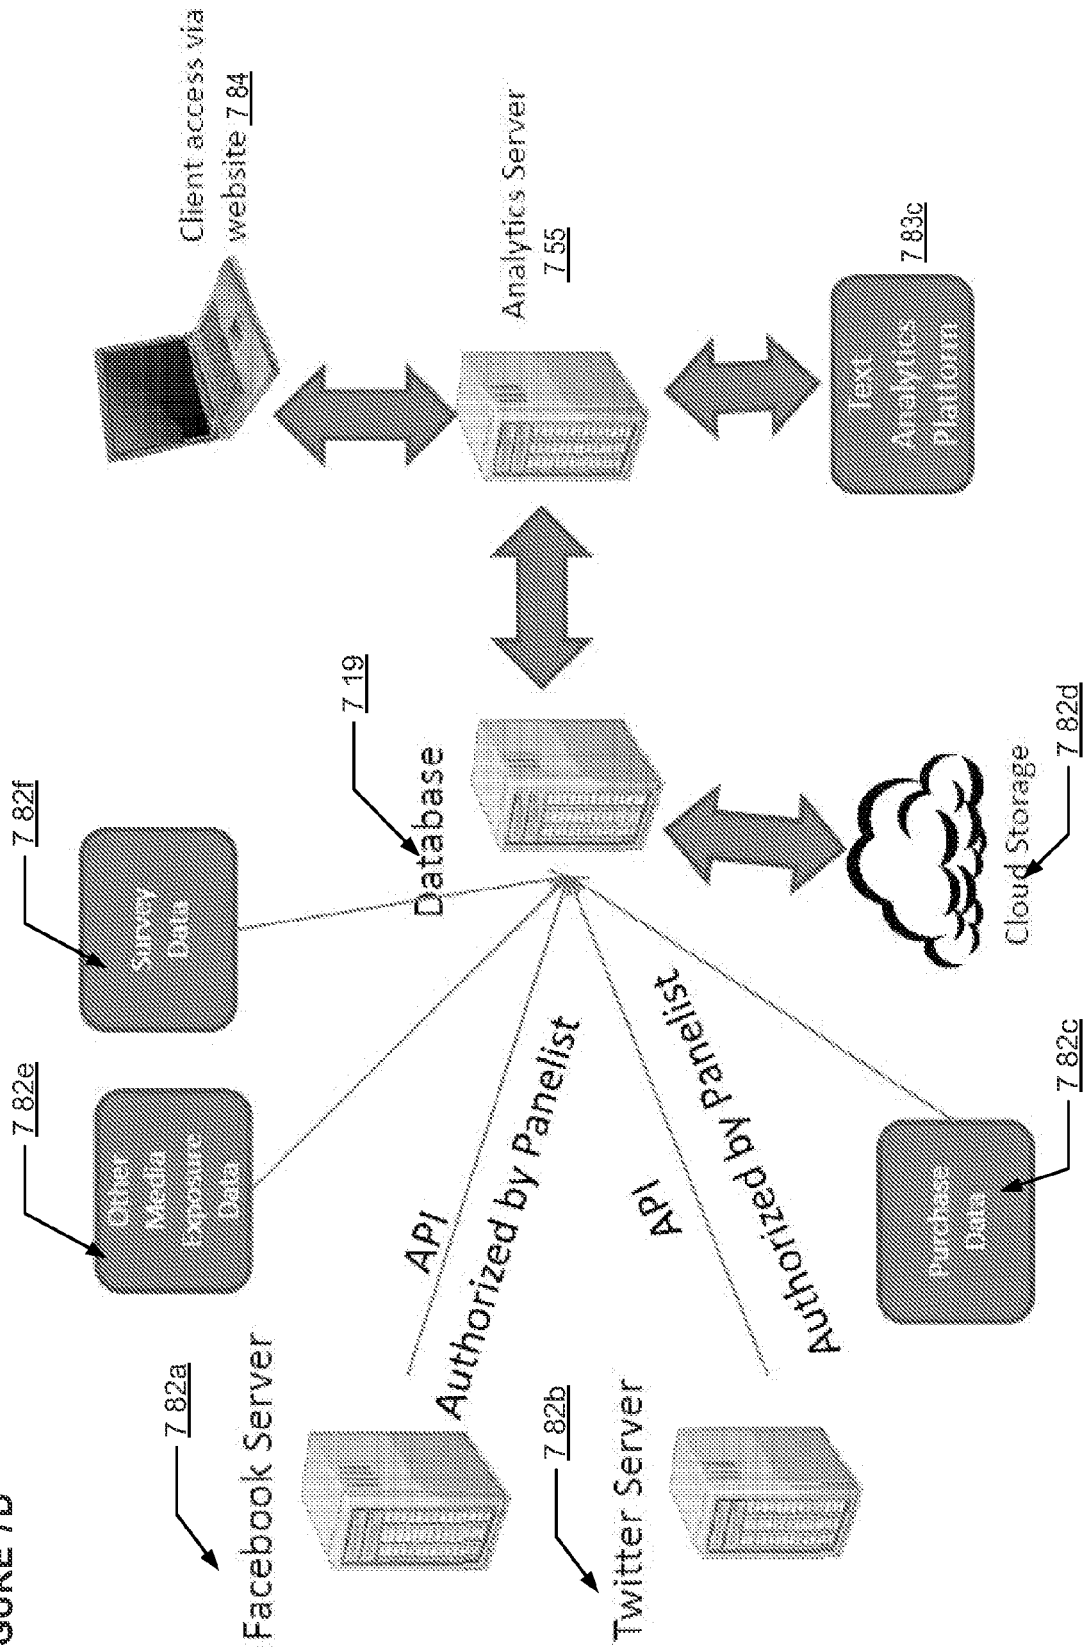 GURE
7 82a
Facebook Server
7 82b
Twitter Server
7 82e
Other
Media
Exposure
Data
7 82f
Survey
Data
API
Authorized by Panelist
API
Authorized by Panelist
7 19
Database
Purchase
Data
7 82c
Cloud Storage
7 82d
Client access via
website 7 84
Analytics Server
7 55
7 83c
Text
Analytics
Platform